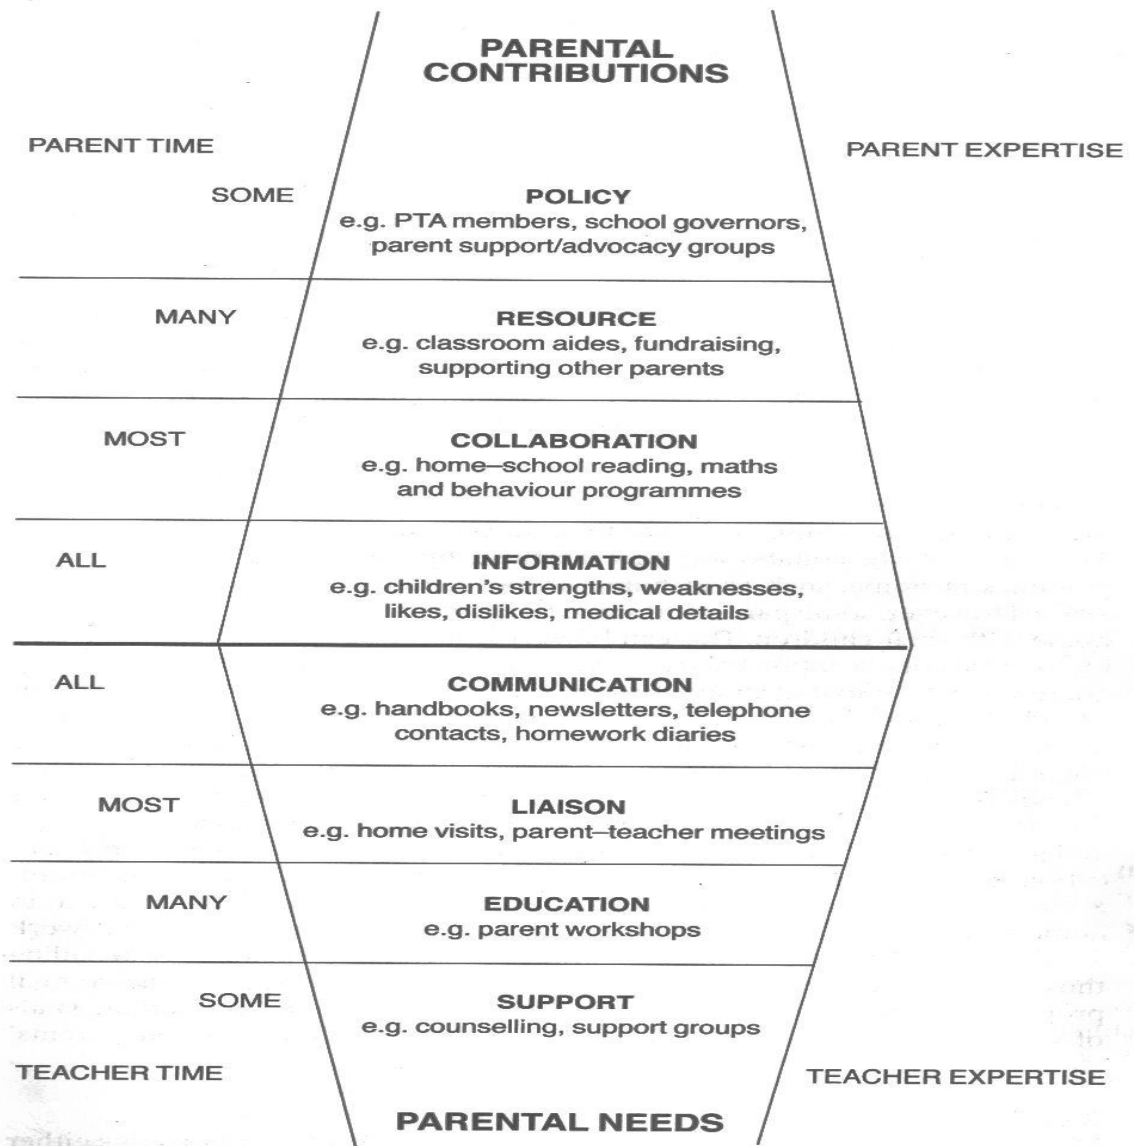 PARENTAL
CONTRIBUTIONS
PARENT TIME
PARENT EXPERTISE
SOME
POLICY
e.g. PTA members, school governors,
parent support/advocacy groups
MANY
RESOURCE
e.g. classroom aides, fundraising,
supporting other parents
MOST
COLLABORATION
e.g. home–school reading, maths
and behaviour programmes
ALL
INFORMATION
e.g. children's strengths, weaknesses,
likes, dislikes, medical details
ALL
COMMUNICATION
e.g. handbooks, newsletters, telephone
contacts, homework diaries
MOST
LIAISON
e.g. home visits, parent–teacher meetings
MANY
EDUCATION
e.g. parent workshops
SOME
SUPPORT
e.g. counselling, support groups
TEACHER TIME
TEACHER EXPERTISE
PARENTAL NEEDS